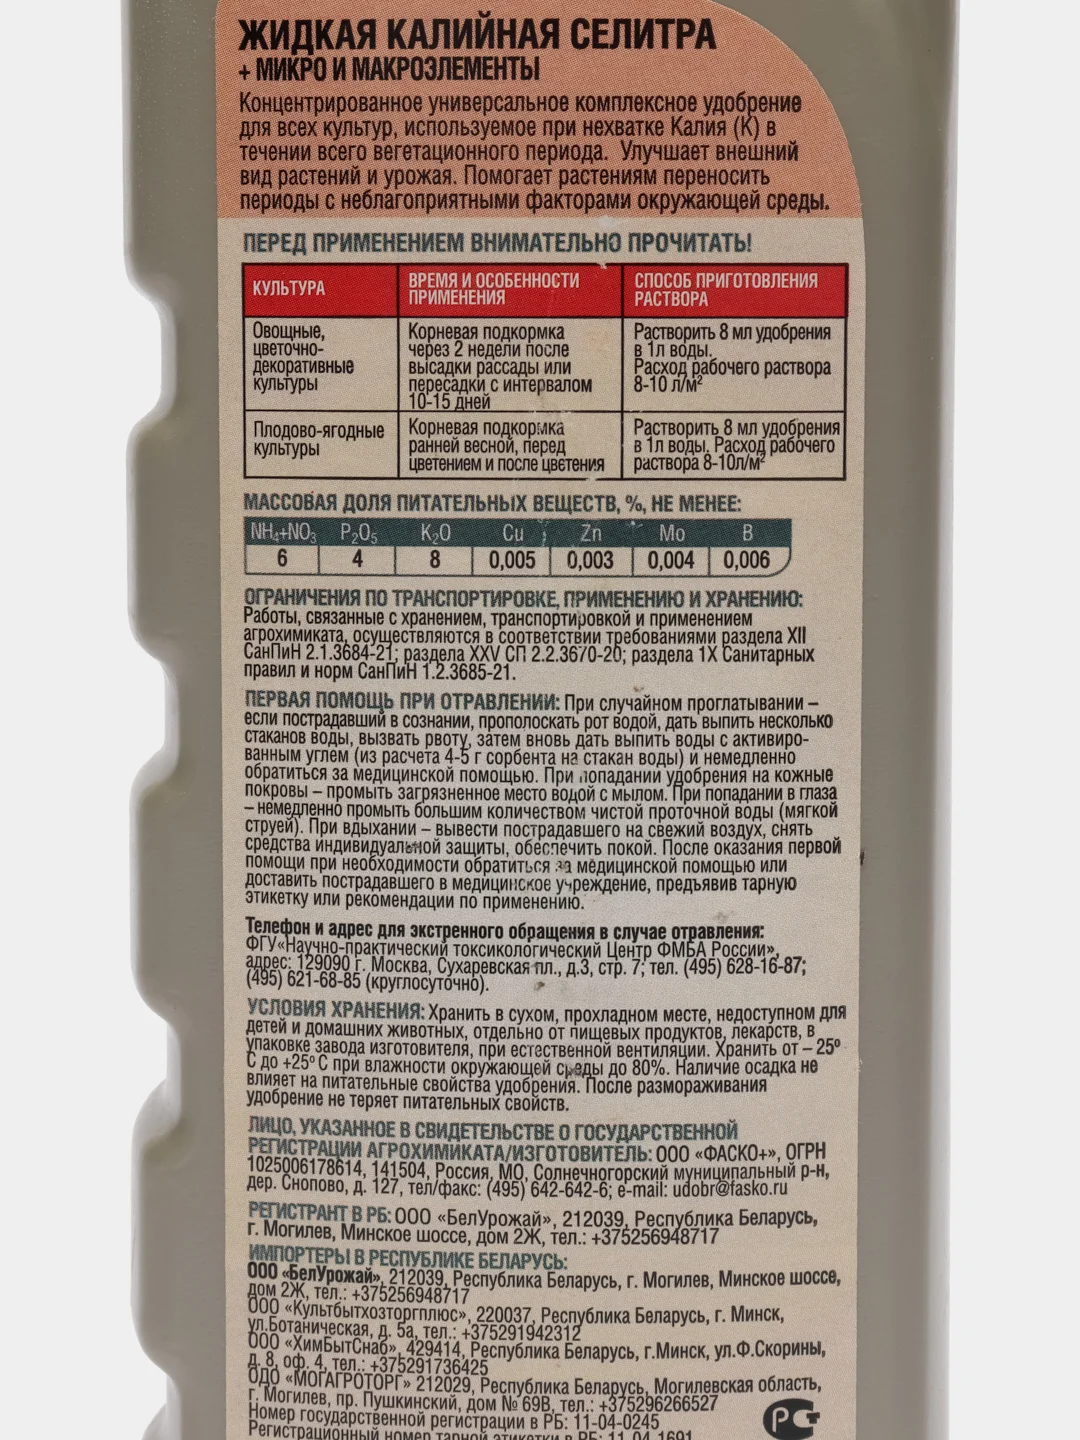 ЖИДКАЯ КАЛИЙНАЯ СЕЛИТРА
+ МИКРО И МАКРОЭЛЕМЕНТЫ
Концентрированное универсальное комплексное удобрение
для всех культур, используемое при нехватке Калия (К) в
течении всего вегетационного периода. Улучшает внешний
вид растений и урожая. Помогает растениям переносить
периоды с неблагоприятными факторами окружающей среды.
ПЕРЕД ПРИМЕНЕНИЕМ ВНИМАТЕЛЬНО ПРОЧИТАТЬ!
КУЛЬТУРА
ВРЕМЯ И ОСОБЕННОСТИ
ПРИМЕНЕНИЯ
СПОСОБ ПРИГОТОВЛЕНИЯ
РАСТВОРА
Овощные,
цветочно-
декоративные
культуры
Корневая подкормка
через 2 недели после
высадки рассады или
пересадки с интервалом
10-15 дней
Растворить 8 мл удобрения
в 1л воды.
Расход рабочего раствора
8-10 л/м²
Плодово-ягодные
культуры
Корневая подкормка
ранней весной, перед
цветением и после цветения
Растворить 8 мл удобрения
в 1л воды. Расход рабочего
раствора 8-10л/м²
МАССОВАЯ ДОЛЯ ПИТАТЕЛЬНЫХ ВЕЩЕСТВ, %, НЕ МЕНЕЕ:
NH₄+NO₃ P₂O₅ K₂O Cu Zn Mo B
6 4 8 0,005 0,003 0,004 0,006
ОГРАНИЧЕНИЯ ПО ТРАНСПОРТИРОВКЕ, ПРИМЕНЕНИЮ И ХРАНЕНИЮ:
Работы, связанные с хранением, транспортировкой и применением
агрохимиката, осуществляются в соответствии требованиями раздела XII
СанПиН 2.1.3684-21; раздела XXV СП 2.2.3670-20; раздела 1X Санитарных
правил и норм СанПиН 1.2.3685-21.
ПЕРВАЯ ПОМОЩЬ ПРИ ОТРАВЛЕНИИ: При случайном проглатывании –
если пострадавший в сознании, прополоскать рот водой, дать выпить несколько
стаканов воды, вызвать рвоту, затем вновь дать выпить воды с активиро-
ванным углем (из расчета 4-5 г сорбента на стакан воды) и немедленно
обратиться за медицинской помощью. При попадании удобрения на кожные
покровы – промыть загрязненное место водой с мылом. При попадании в глаза
– немедленно промыть большим количеством чистой проточной воды (мягкой
струей). При вдыхании – вывести пострадавшего на свежий воздух, снять
средства индивидуальной защиты, обеспечить покой. После оказания первой
помощи при необходимости обратиться за медицинской помощью или
доставить пострадавшего в медицинское учреждение, предъявив тарную
этикетку или рекомендации по применению.
Телефон и адрес для экстренного обращения в случае отравления:
ФГУ«Научно-практический токсикологический Центр ФМБА России»,
адрес: 129090 г. Москва, Сухаревская пл., д.3, стр. 7; тел. (495) 628-16-87;
(495) 621-68-85 (круглосуточно).
УСЛОВИЯ ХРАНЕНИЯ: Хранить в сухом, прохладном месте, недоступном для
детей и домашних животных, отдельно от пищевых продуктов, лекарств, в
упаковке завода изготовителя, при естественной вентиляции. Хранить от – 25⁰
С до +25⁰ С при влажности окружающей среды до 80%. Наличие осадка не
влияет на питательные свойства удобрения. После размораживания
удобрение не теряет питательных свойств.
ЛИЦО, УКАЗАННОЕ В СВИДЕТЕЛЬСТВЕ О ГОСУДАРСТВЕННОЙ
РЕГИСТРАЦИИ АГРОХИМИКАТА/ИЗГОТОВИТЕЛЬ: ООО «ФАСКО+», ОГРН
1025006178614, 141504, Россия, МО, Солнечногорский муниципальный р-н,
дер. Снопово, д. 127, тел/факс: (495) 642-642-6; e-mail: udobr@fasko.ru
РЕГИСТРАНТ В РБ: ООО «БелУрожай», 212039, Республика Беларусь,
г. Могилев, Минское шоссе, дом 2Ж, тел.: +375256948717
ИМПОРТЕРЫ В РЕСПУБЛИКЕ БЕЛАРУСЬ:
ООО «БелУрожай», 212039, Республика Беларусь, г. Могилев, Минское шоссе,
дом 2Ж, тел.: +375256948717
ООО «Культбытхозторгплюс», 220037, Республика Беларусь, г. Минск,
ул.Ботаническая, д. 5а, тел.: +375291942312
ООО «ХимБытСнаб», 429414, Республика Беларусь, г.Минск, ул.Ф.Скорины,
д. 8, оф. 4, тел.: +375291736425
ОДО «МОГАГРОТОРГ» 212029, Республика Беларусь, Могилевская область,
г. Могилев, пр. Пушкинский, дом № 69В, тел.: +375296266527
Номер государственной регистрации в РБ: 11-04-0245
Регистрационный номер тарной этикетки в РБ: 11-04-1691
РС